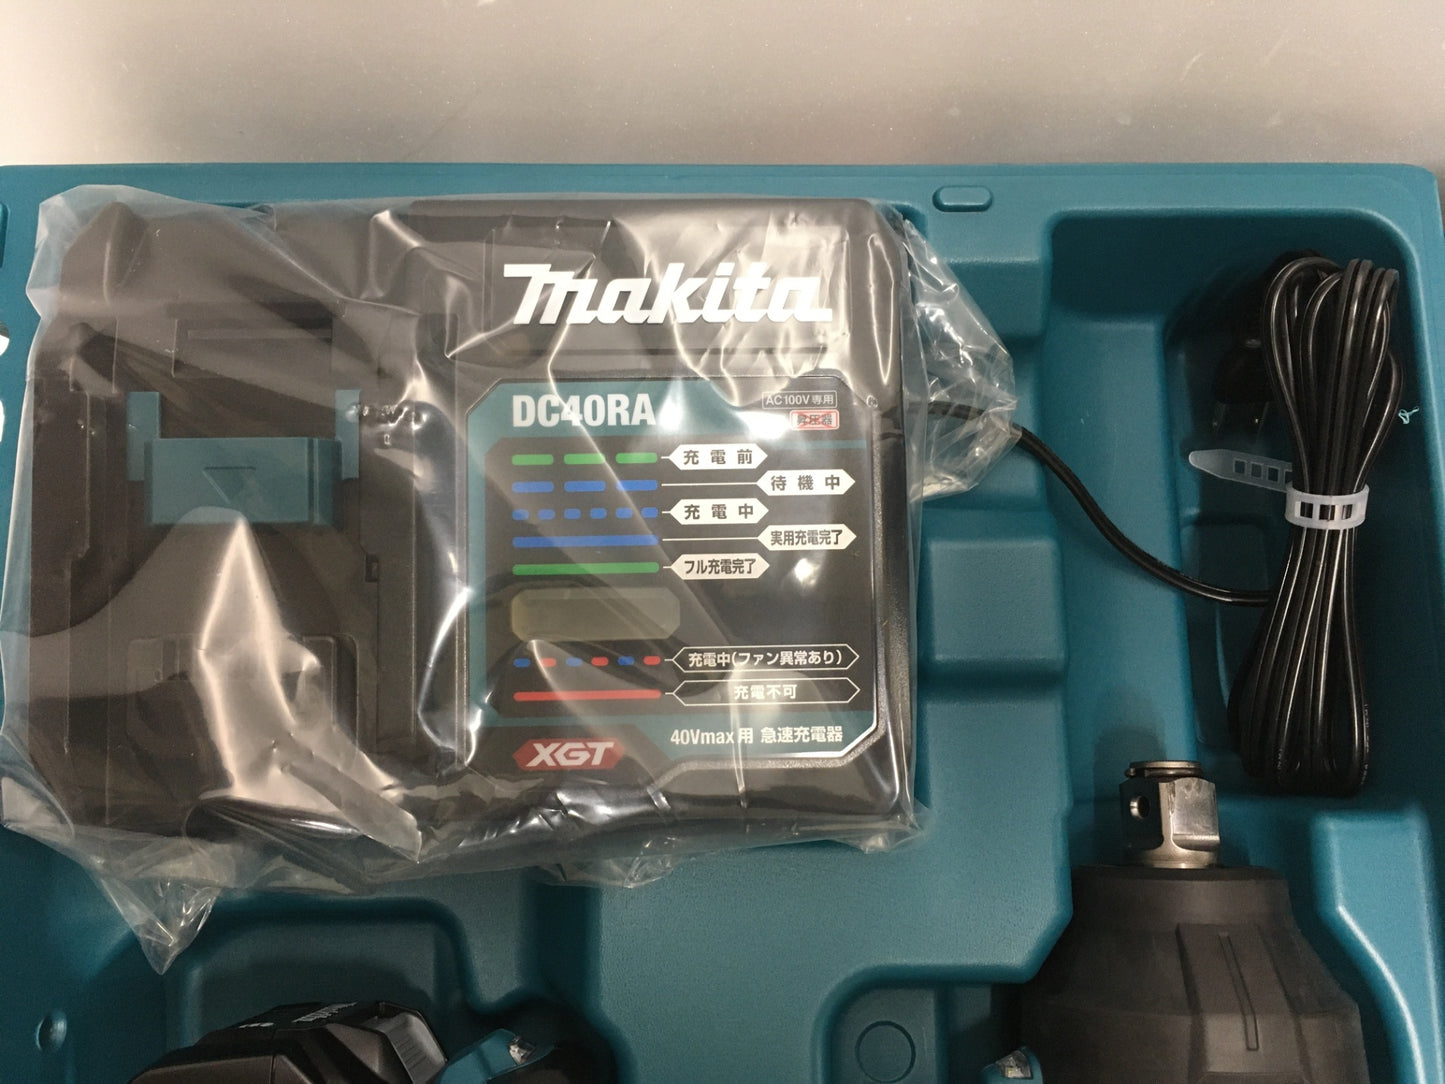 makita
DC40RA
AC100V専用
昇圧器
充電前
待機中
充電中
実用充電完了
フル充電完了
充電中(ファン異常あり)
充電不可
40Vmax用 急速充電器
XGT